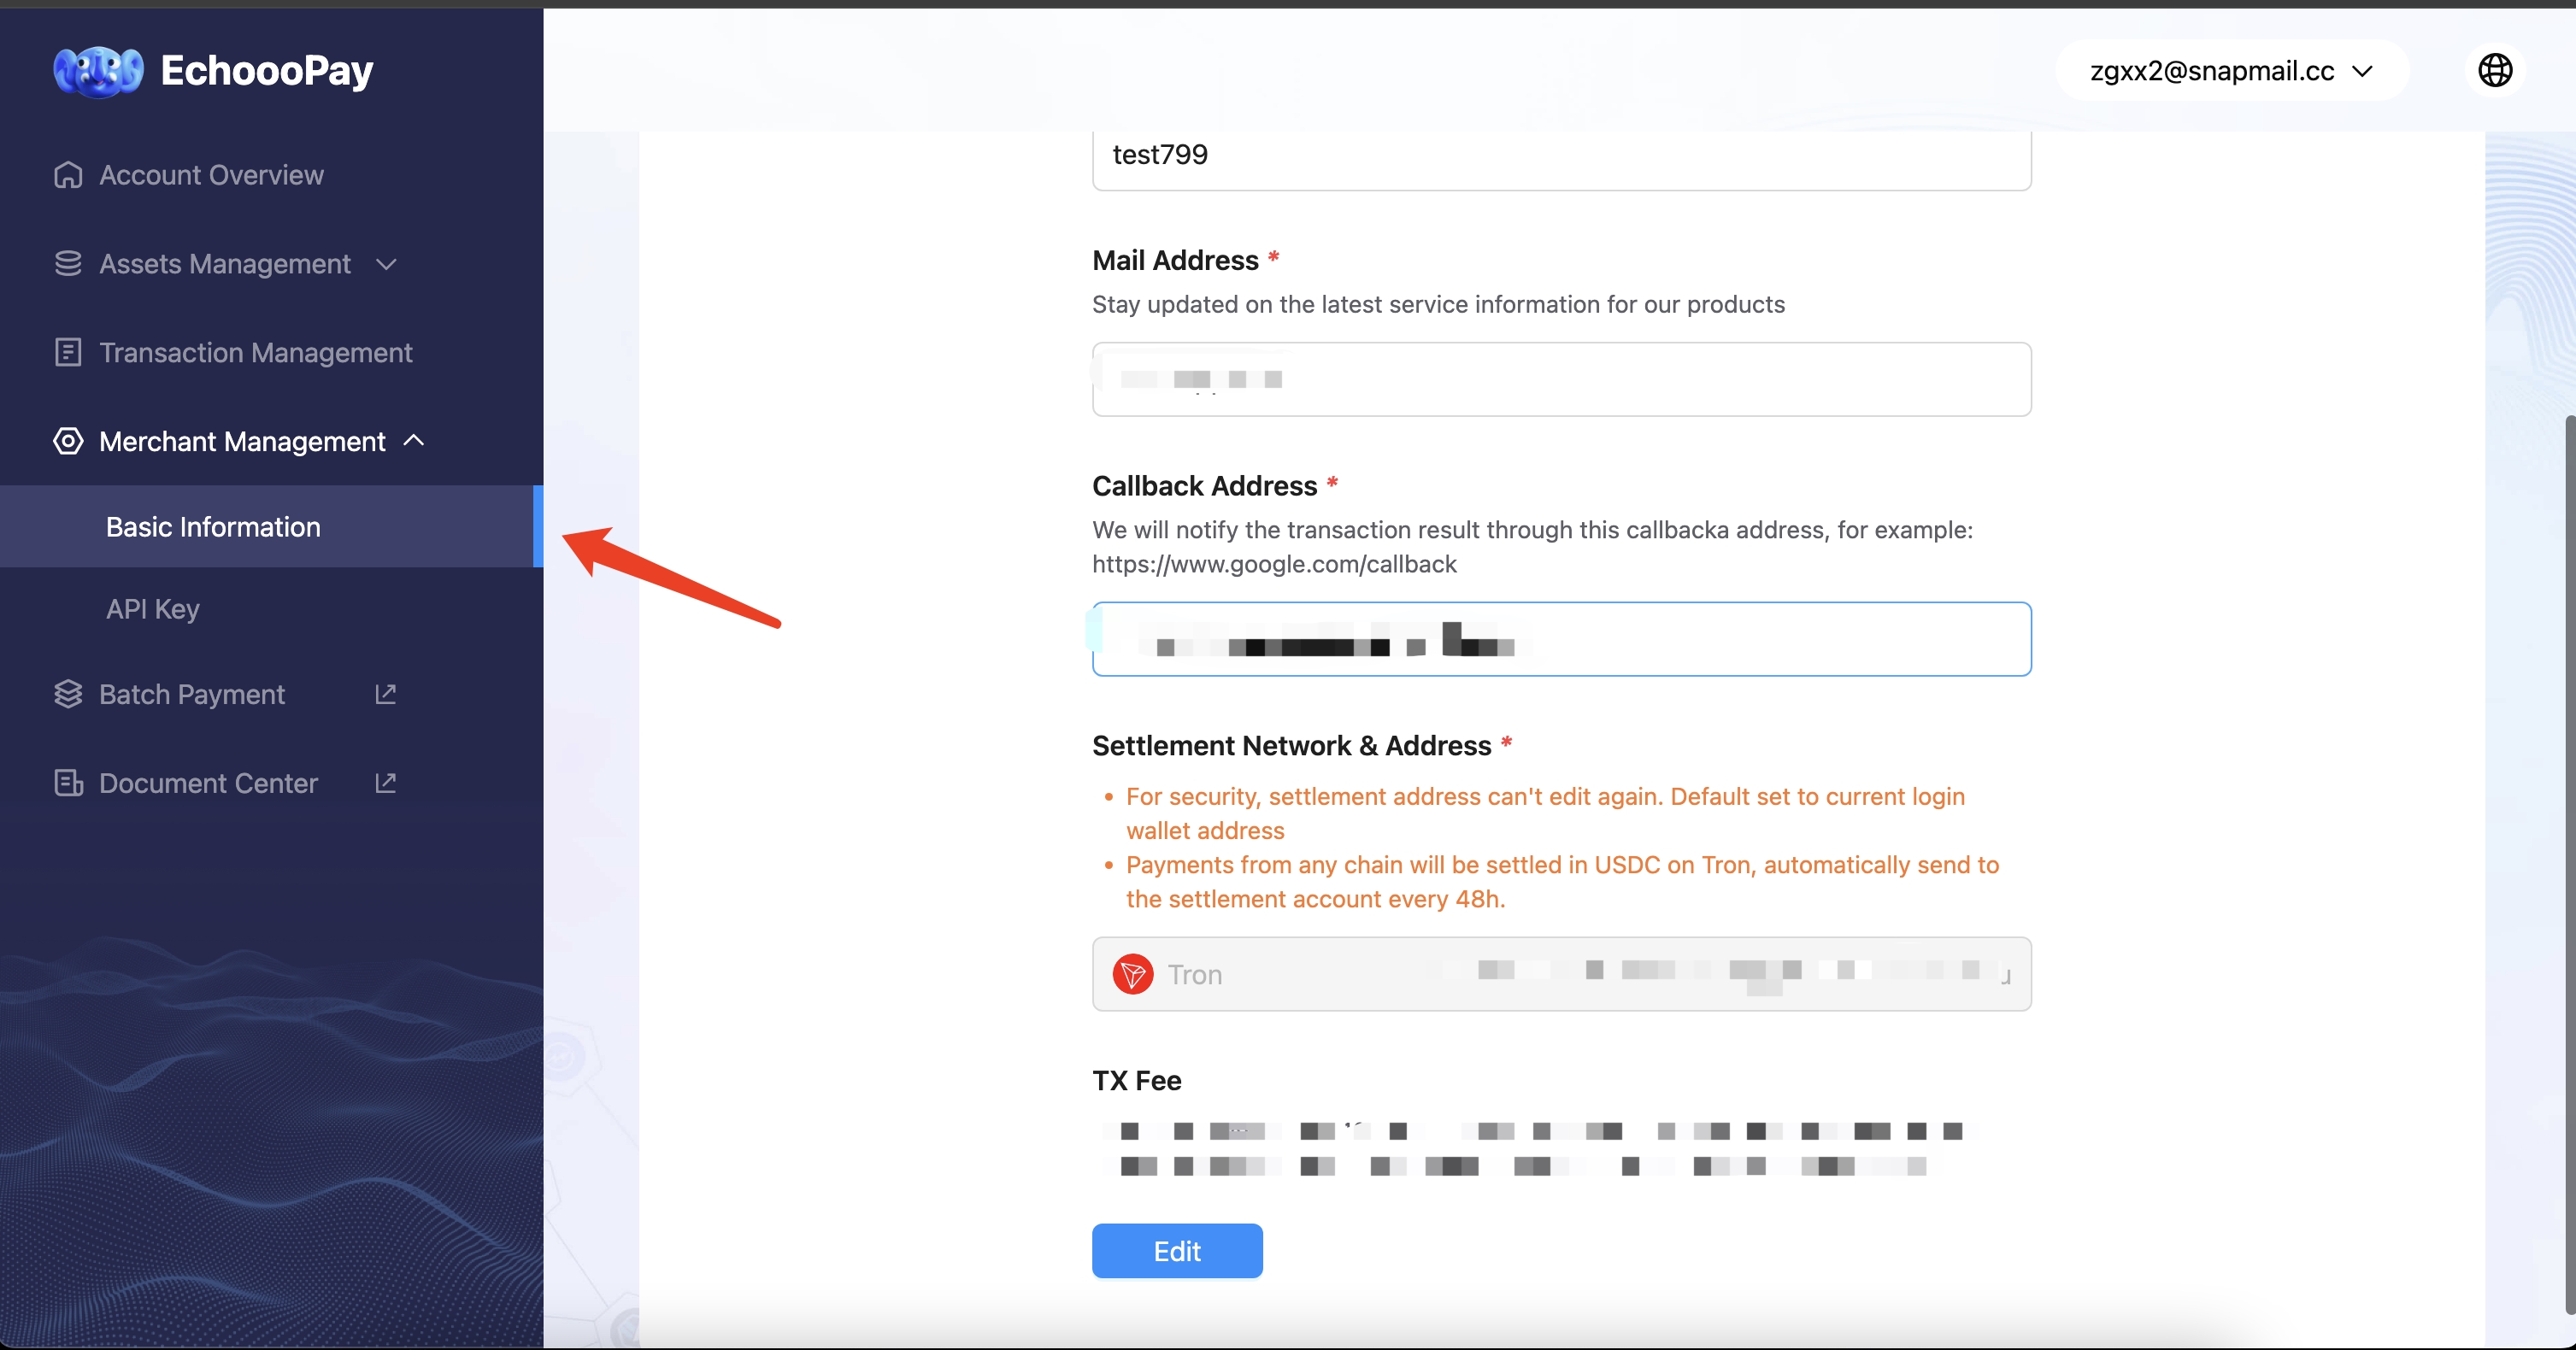 EchoooPay
zgxx2@snapmail.cc
Account Overview
Assets Management
Transaction Management
Merchant Management
Basic Information
API Key
Batch Payment
Document Center
test799
Mail Address *
Stay updated on the latest service information for our products
Callback Address *
We will notify the transaction result through this callbacka address, for example:
https://www.google.com/callback
Settlement Network & Address *
• For security, settlement address can't edit again. Default set to current login
wallet address
• Payments from any chain will be settled in USDC on Tron, automatically send to
the settlement account every 48h.
Tron
TX Fee
Edit